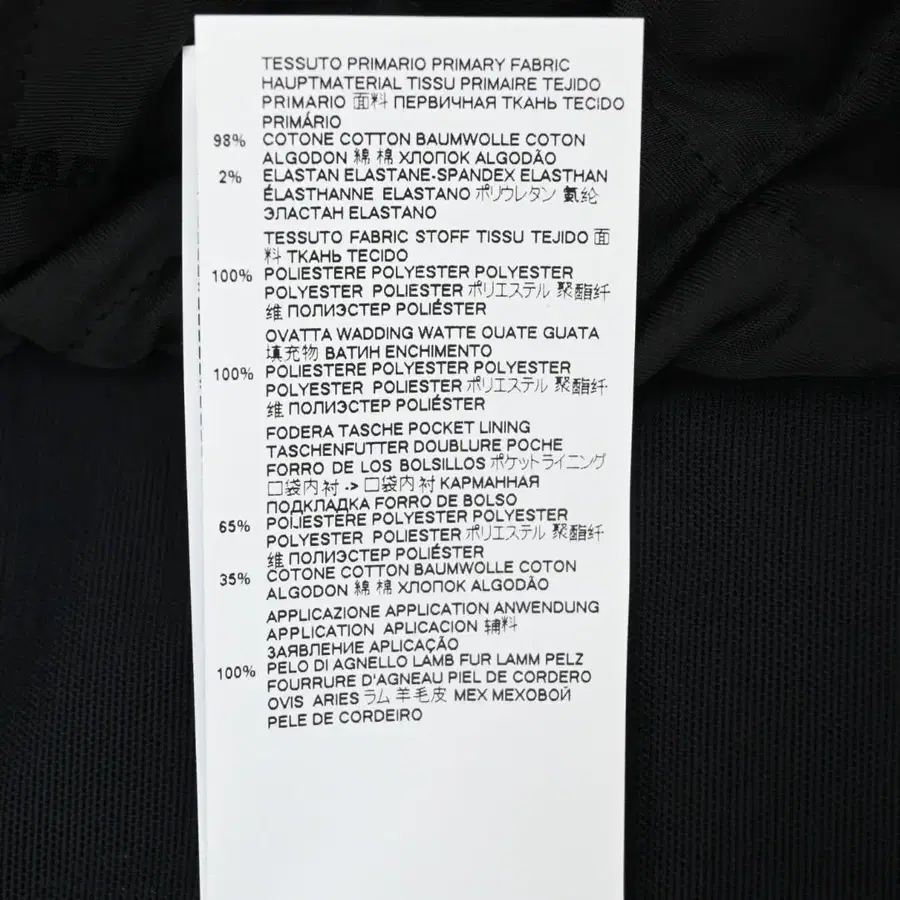 TESSUTO PRIMARIO PRIMARY FABRIC
HAUPTMATERIAL TISSU PRIMAIRE TEJIDO
PRIMARIO 面料 ПЕРВИЧНАЯ ТКАНЬ TECIDO
PRIMÁRIO
98% COTONE COTTON BAUMWOLLE COTON
ALGODON 綿 棉 ХЛОПОК ALGODÃO
2% ELASTAN ELASTANE-SPANDEX ELASTHAN
ÉLASTHANNE ELASTANO ポリウレタン 氨纶
ЭЛАСТАН ELASTANO
TESSUTO FABRIC STOFF TISSU TEJIDO 面
料 ТКАНЬ TECIDO
100% POLIESTERE POLYESTER POLYESTER
POLYESTER POLIESTER ポリエステル 聚酯纤
维 ПОЛИЭСТЕР POLIÉSTER
OVATTA WADDING WATTE OUATE GUATA
填充物 ВАТИН ENCHIMENTO
100% POLIESTERE POLYESTER POLYESTER
POLYESTER POLIESTER ポリエステル 聚酯纤
维 ПОЛИЭСТЕР POLIÉSTER
FODERA TASCHE POCKET LINING
TASCHENFUTTER DOUBLURE POCHE
FORRO DE LOS BOLSILLOS ポケットライニング
口袋内衬 -> 口袋内衬 КАРМАННАЯ
ПОДКЛАДКА FORRO DE BOLSO
65% POLIESTERE POLYESTER POLYESTER
POLYESTER POLIESTER ポリエステル 聚酯纤
维 ПОЛИЭСТЕР POLIÉSTER
35% COTONE COTTON BAUMWOLLE COTON
ALGODON 綿 棉 ХЛОПОК ALGODÃO
APPLICAZIONE APPLICATION ANWENDUNG
APPLICATION APLICACION 辅料
ЗАЯВЛЕНИЕ APLICAÇÃO
100% PELO DI AGNELLO LAMB FUR LAMM PELZ
FOURRURE D'AGNEAU PIEL DE CORDERO
OVIS ARIES ラム 羊毛皮 МЕХ МЕХОВОЙ
PELE DE CORDEIRO